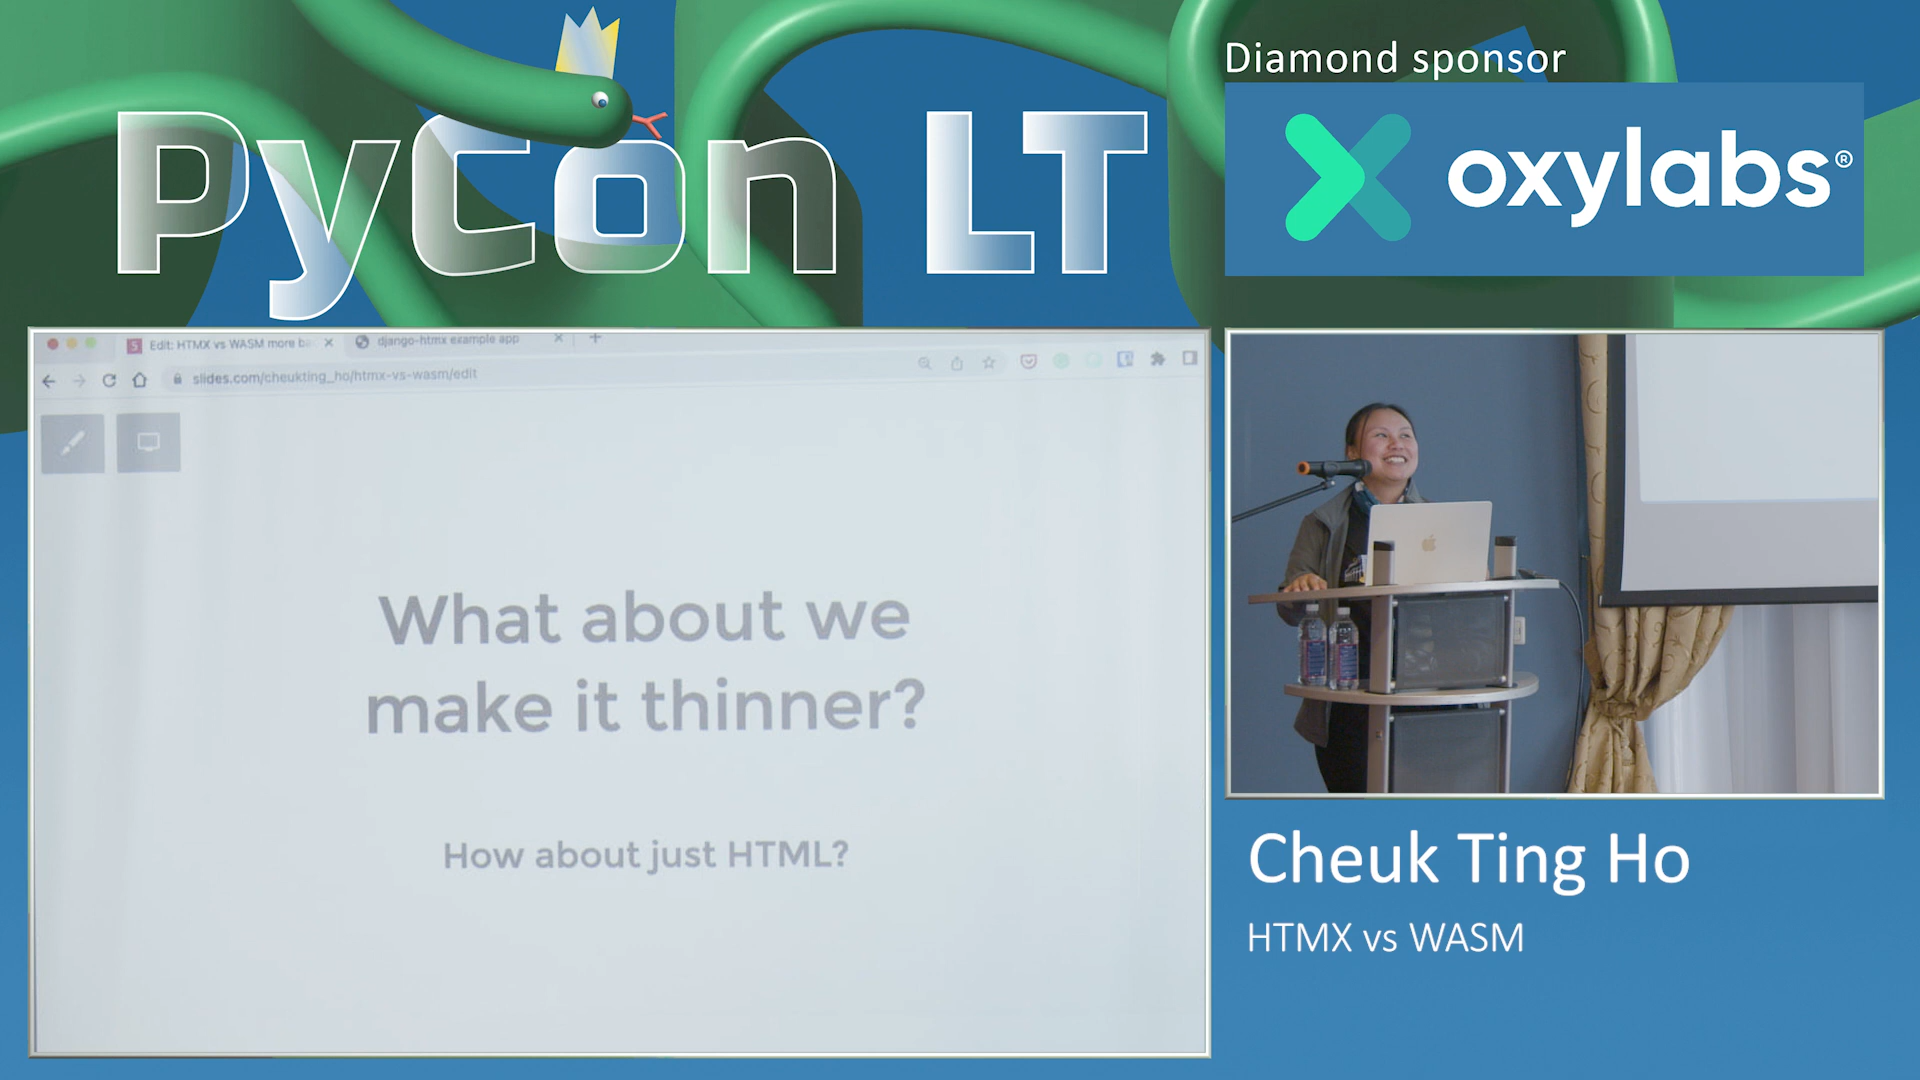 PyCon LT
Diamond sponsor
oxylabs®
Edit: HTMX vs WASM more ba
django-htmx example app
slides.com/cheukting_ho/htmx-vs-wasm/edit
What about we
make it thinner?
How about just HTML?
Cheuk Ting Ho
HTMX vs WASM